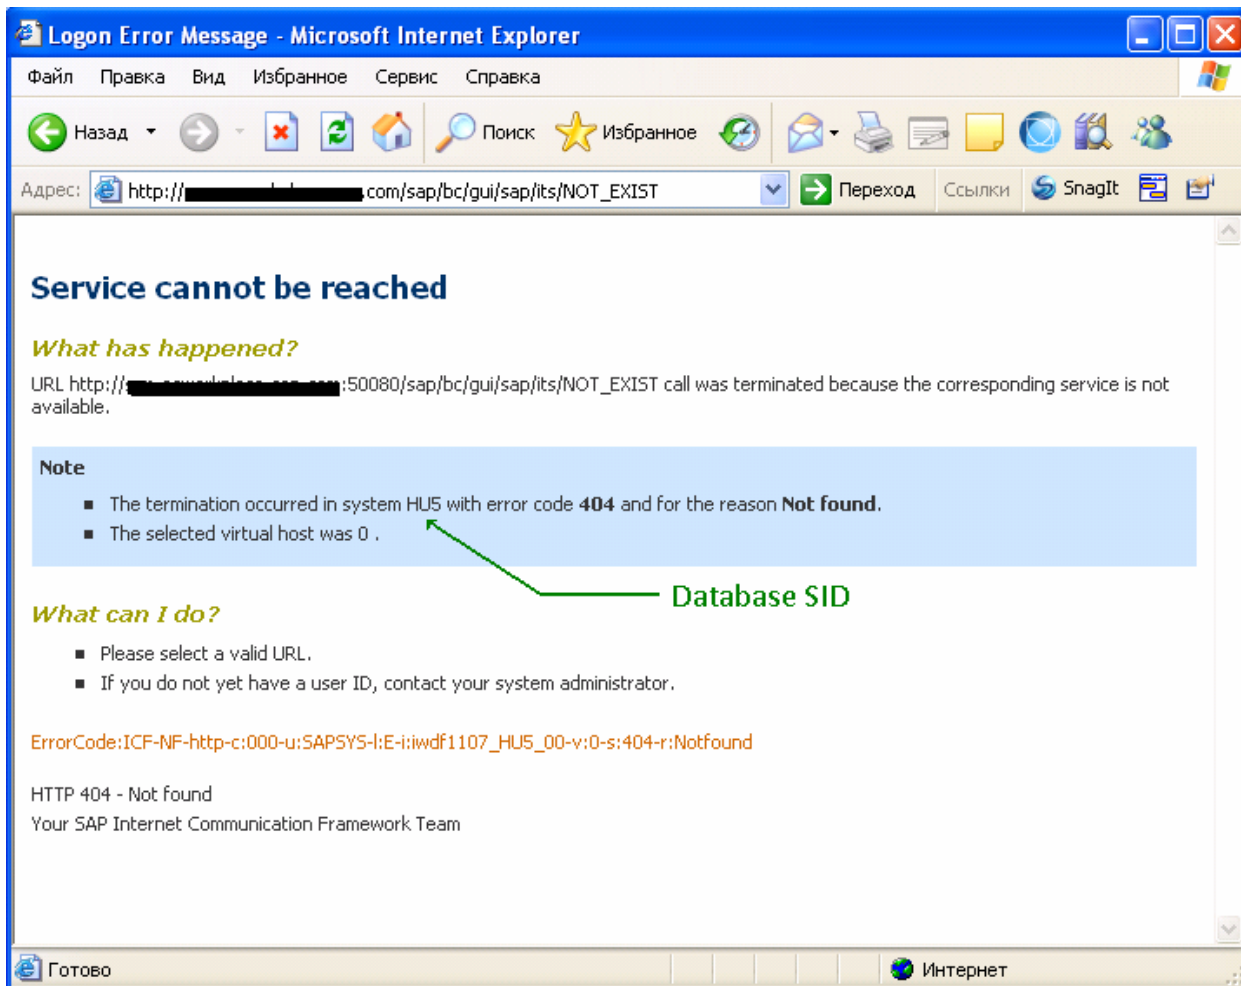 Logon Error Message - Microsoft Internet Explorer
Файл Правка Вид Избранное Сервис Справка
Назад Поиск Избранное
Адрес: http:// .com/sap/bc/gui/sap/its/NOT_EXIST Переход Ссылки SnagIt
Service cannot be reached
What has happened?
URL http:// :50080/sap/bc/gui/sap/its/NOT_EXIST call was terminated because the corresponding service is not
available.
Note
The termination occurred in system HU5 with error code 404 and for the reason Not found.
The selected virtual host was 0 .
Database SID
What can I do?
Please select a valid URL.
If you do not yet have a user ID, contact your system administrator.
ErrorCode:ICF-NF-http-c:000-u:SAPSYS-l:E-i:iwdf1107_HU5_00-v:0-s:404-r:Notfound
HTTP 404 - Not found
Your SAP Internet Communication Framework Team
Готово Интернет